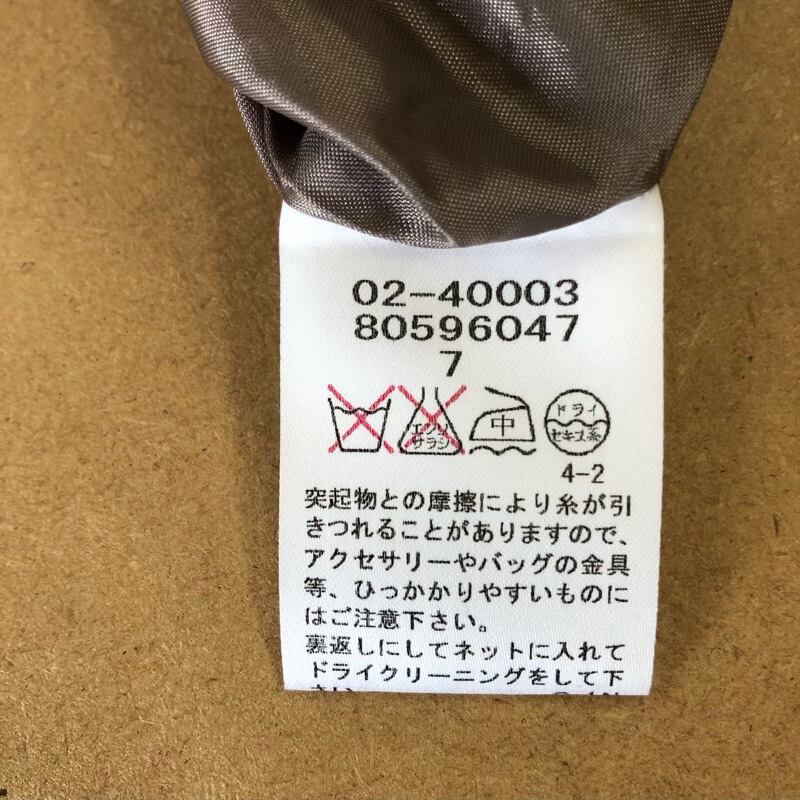 02-40003
80596047
7
エンソ
サラシ
中
ドライ
セキユ系
4-2
突起物との摩擦により糸が引
きつれることがありますので、
アクセサリーやバッグの金具
等、ひっかかりやすいものに
はご注意下さい。
裏返しにしてネットに入れて
ドライクリーニングをして下
さい